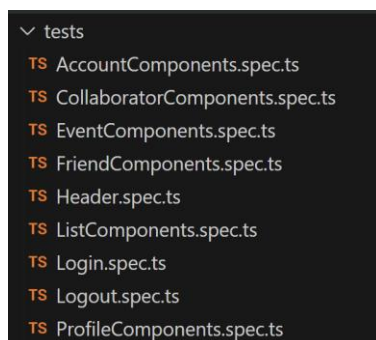 tests
TS AccountComponents.spec.ts
TS CollaboratorComponents.spec.ts
TS EventComponents.spec.ts
TS FriendComponents.spec.ts
TS Header.spec.ts
TS ListComponents.spec.ts
TS Login.spec.ts
TS Logout.spec.ts
TS ProfileComponents.spec.ts